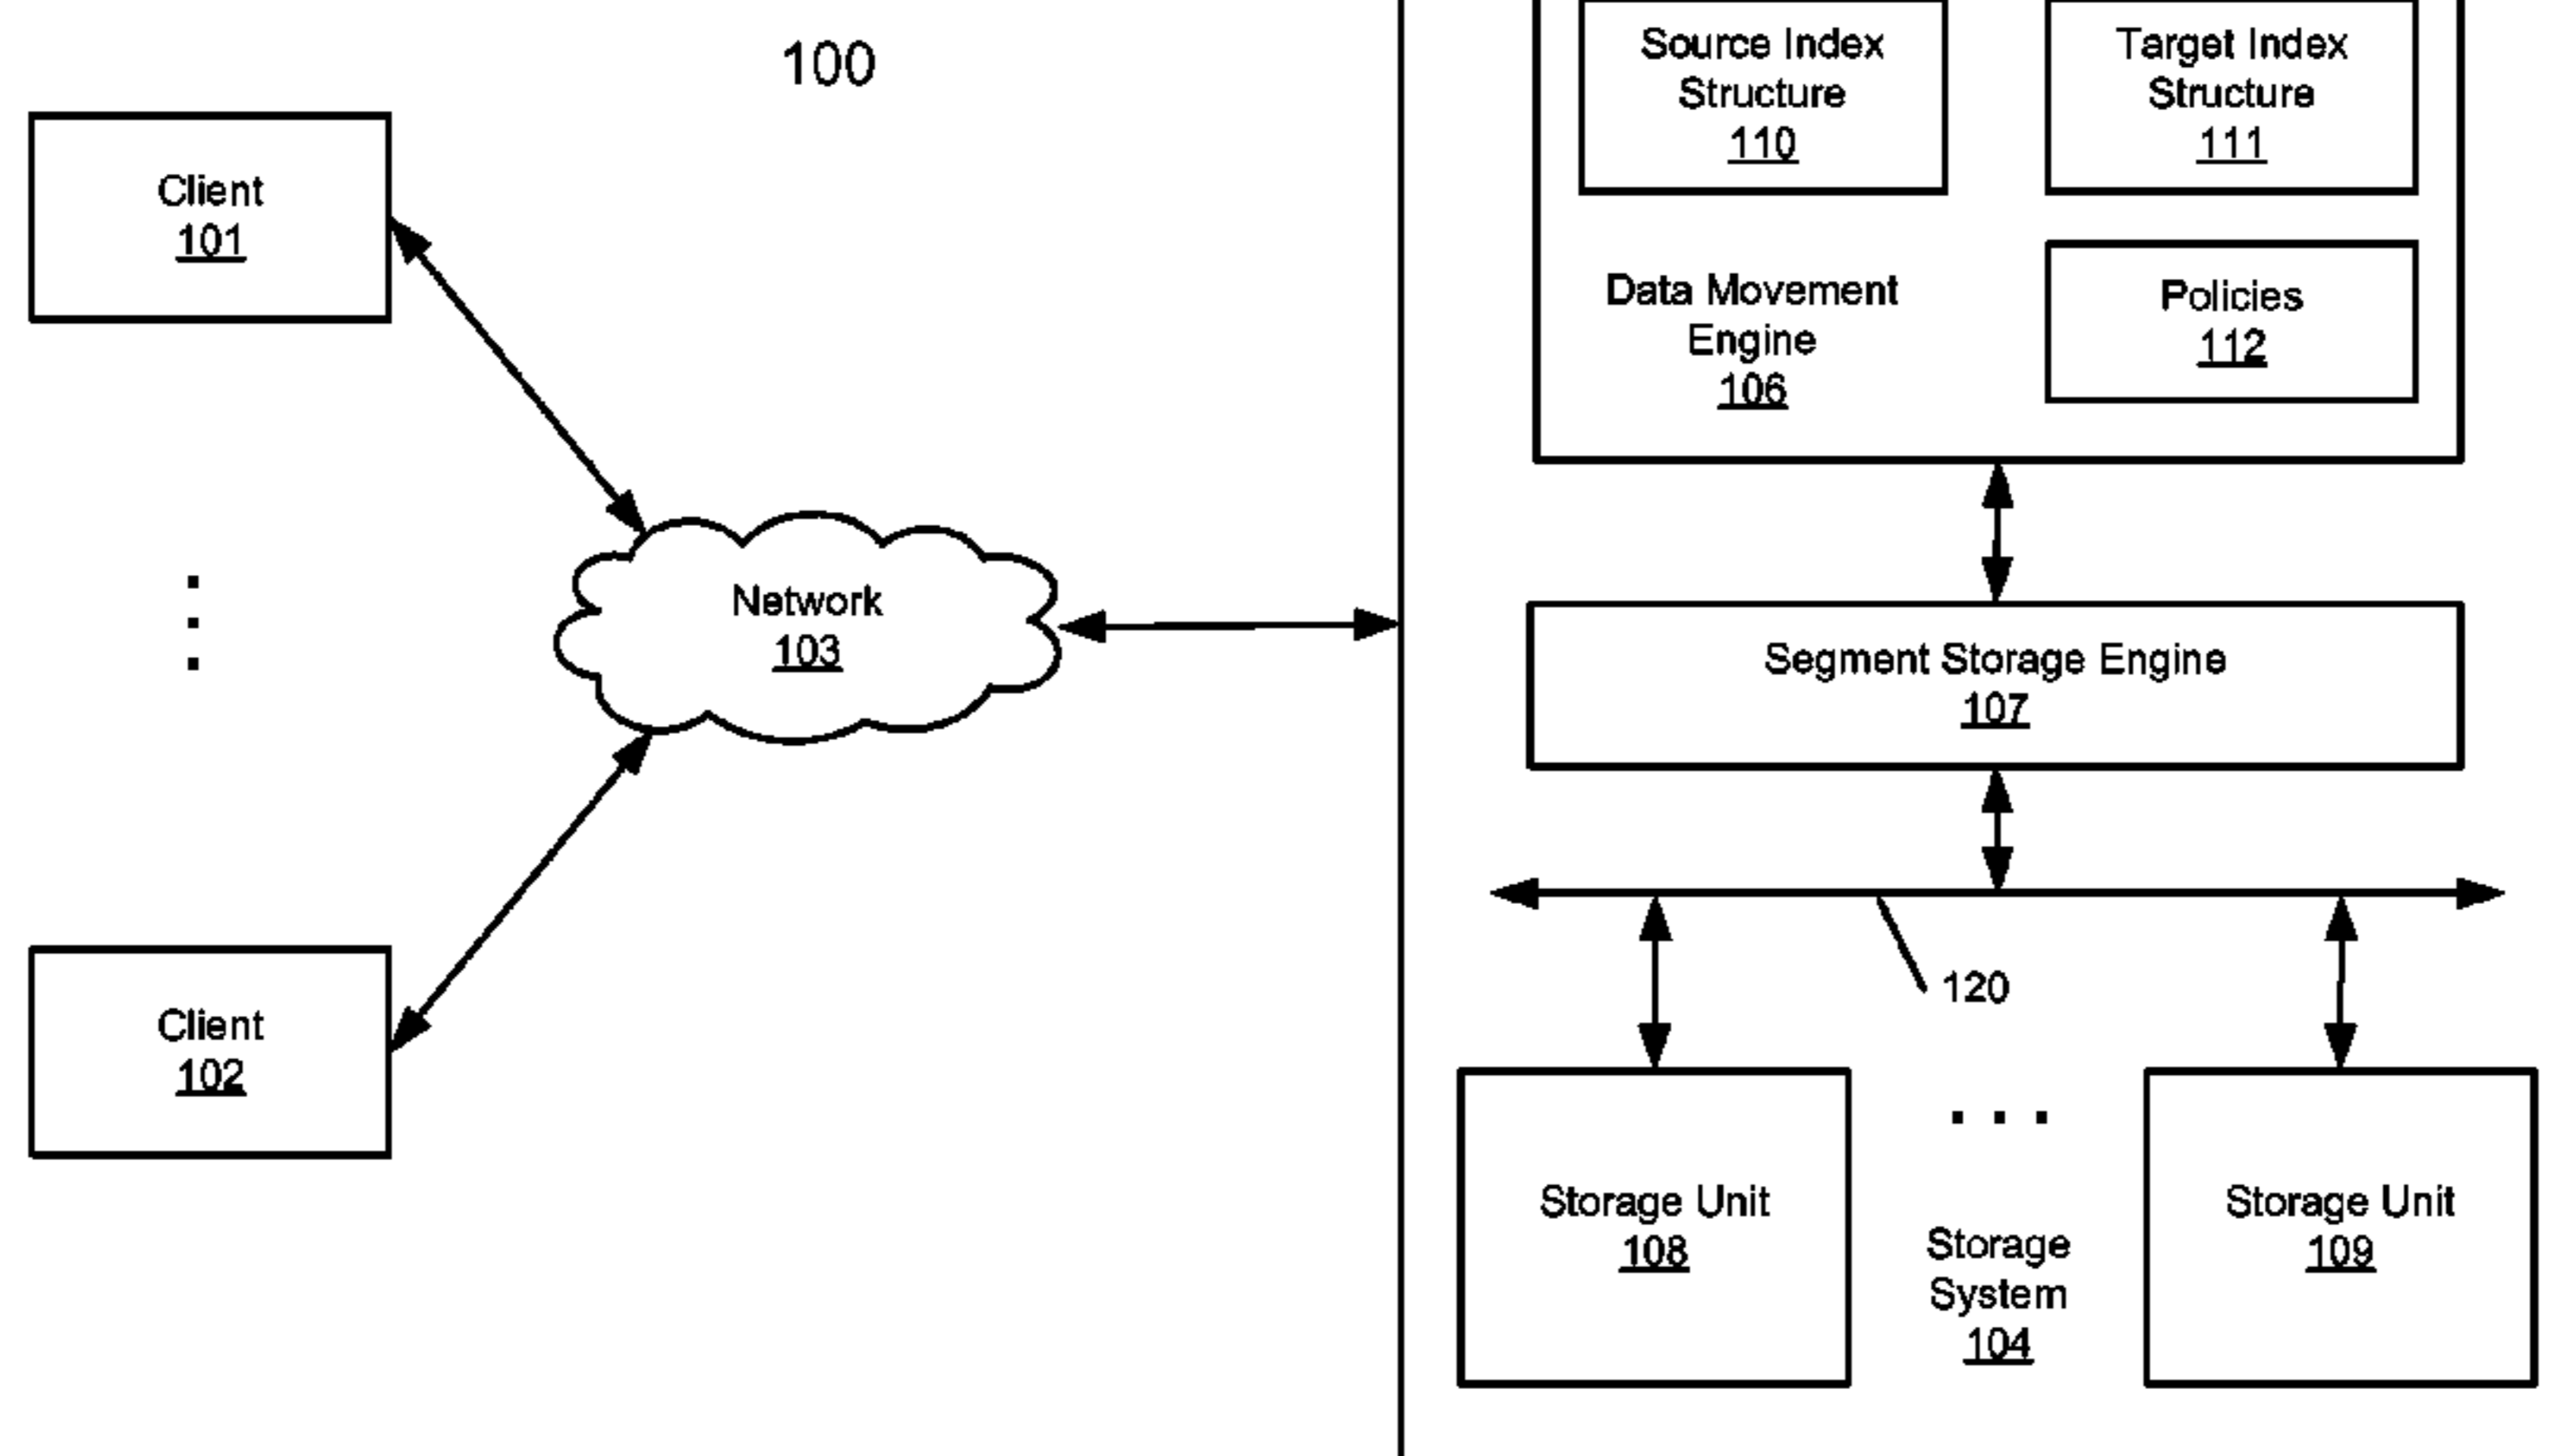 100
Client
101
Network
103
Client
102
Source Index
Structure
110
Target Index
Structure
111
Data Movement
Engine
106
Policies
112
Segment Storage Engine
107
120
Storage Unit
108
Storage
System
104
Storage Unit
109